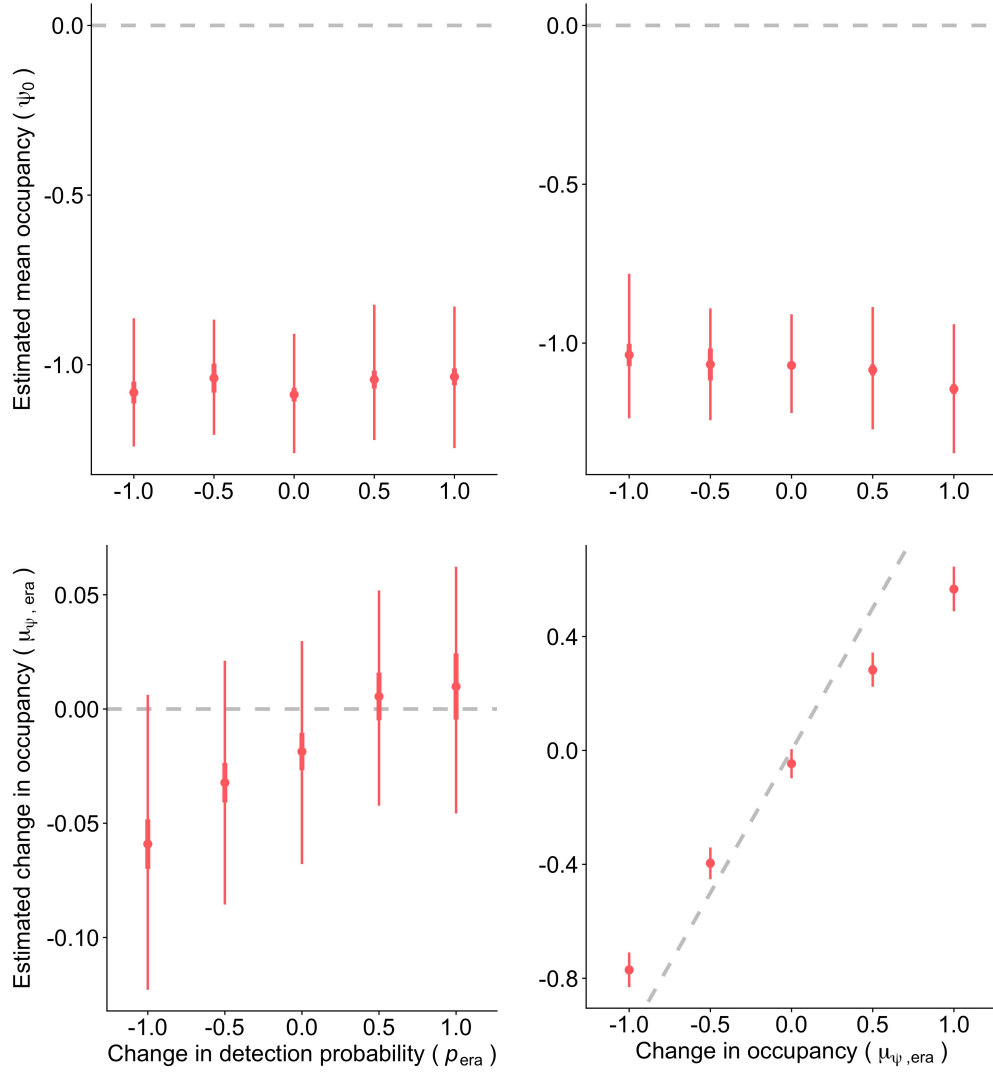 Estimated mean occupancy ( ψ0 )
0.0
-0.5
-1.0
-1.0 -0.5 0.0 0.5 1.0
0.0
-0.5
-1.0
-1.0 -0.5 0.0 0.5 1.0
Estimated change in occupancy ( μψ , era )
0.05
0.00
-0.05
-0.10
-1.0 -0.5 0.0 0.5 1.0
Change in detection probability ( pera )
0.4
0.0
-0.4
-0.8
-1.0 -0.5 0.0 0.5 1.0
Change in occupancy ( μψ ,era )